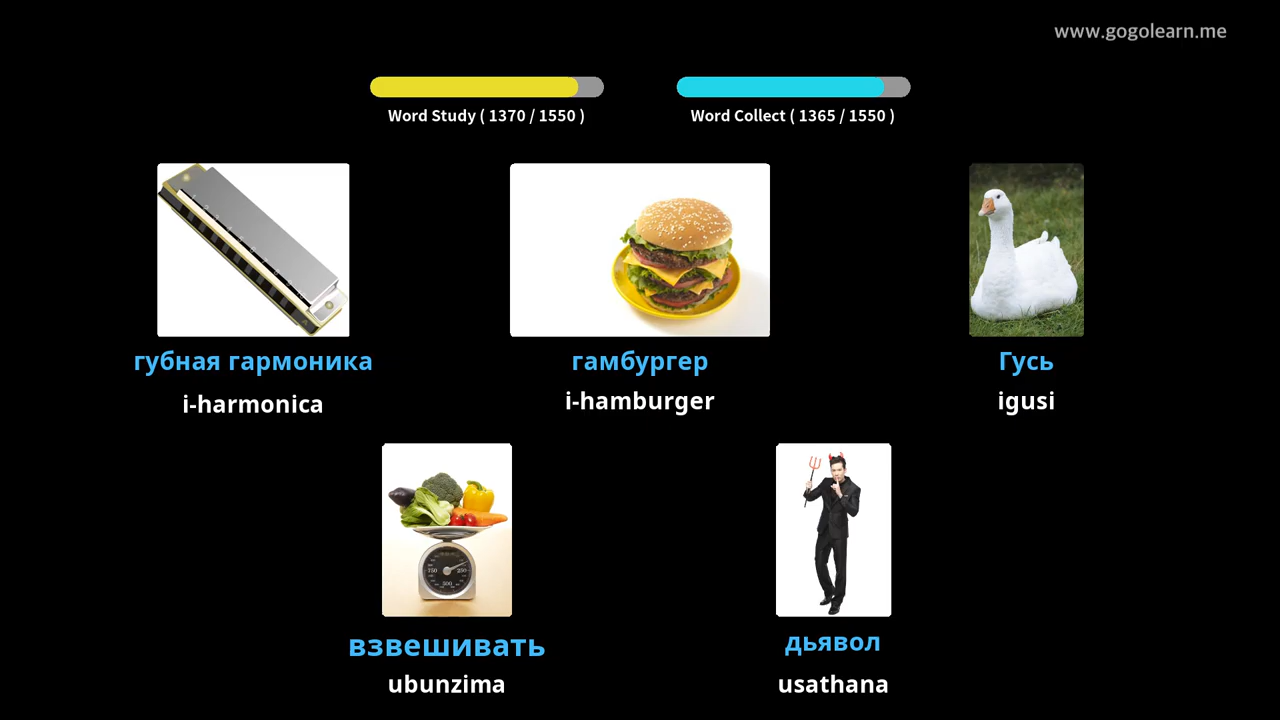 www.gogolearn.me
Word Study ( 1370 / 1550 )
Word Collect ( 1365 / 1550 )
губная гармоника
i-harmonica
гамбургер
i-hamburger
Гусь
igusi
взвешивать
ubunzima
дьявол
usathana